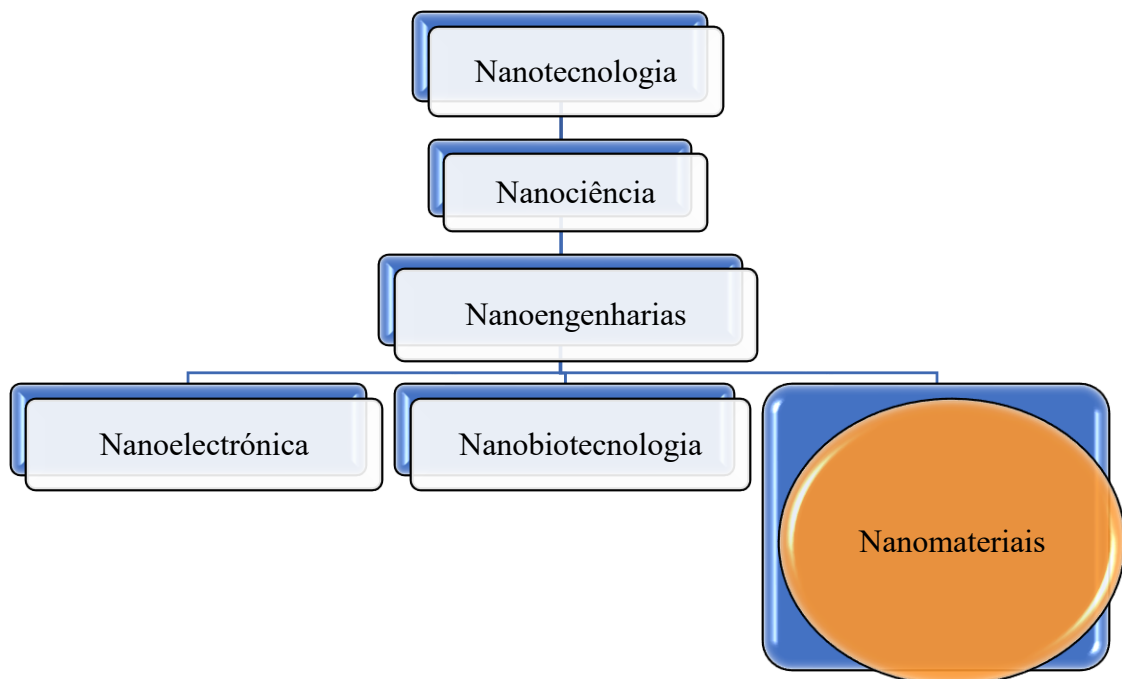 Nanotecnologia
Nanociência
Nanoengenharias
Nanoelectrónica
Nanobiotecnologia
Nanomateriais